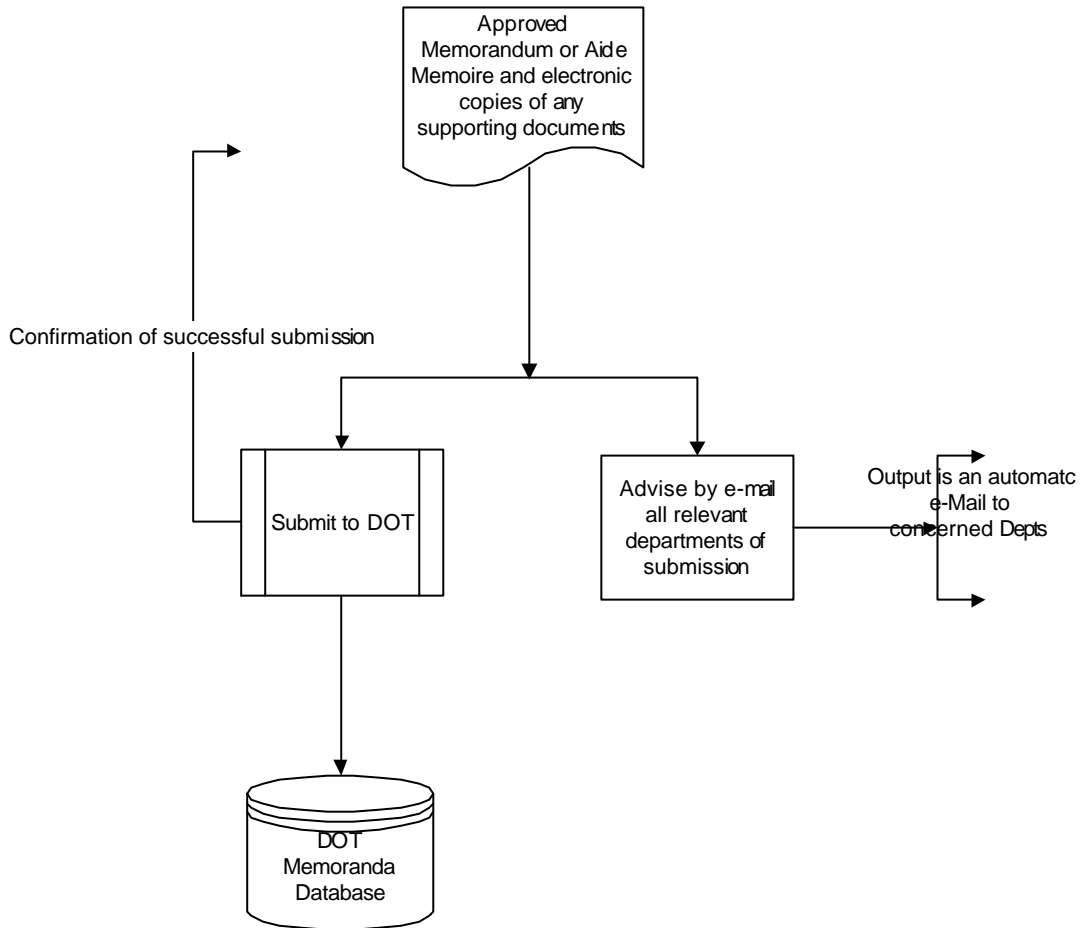 Approved
Memorandum or Aide
Memoire and electronic
copies of any
supporting documents
Confirmation of successful submission
Submit to DOT
Advise by e-mail
all relevant
departments of
submission
Output is an automatc
e-Mail to
concerned Depts
DOT
Memoranda
Database